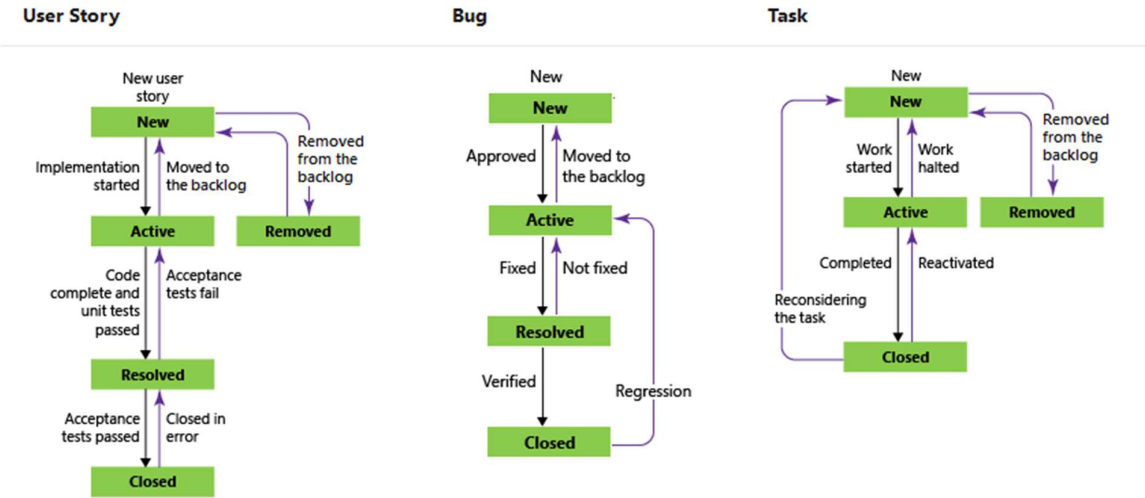 User Story
New user
story
New
Implementation
started
Moved to
the backlog
Removed
from the
backlog
Active
Removed
Code
complete and
unit tests
passed
Acceptance
tests fail
Resolved
Acceptance
tests passed
Closed in
error
Closed
Bug
New
New
Approved
Moved to
the backlog
Active
Fixed
Not fixed
Resolved
Verified
Regression
Closed
Task
New
New
Work
started
Work
halted
Removed
from the
backlog
Active
Removed
Completed
Reactivated
Reconsidering
the task
Closed